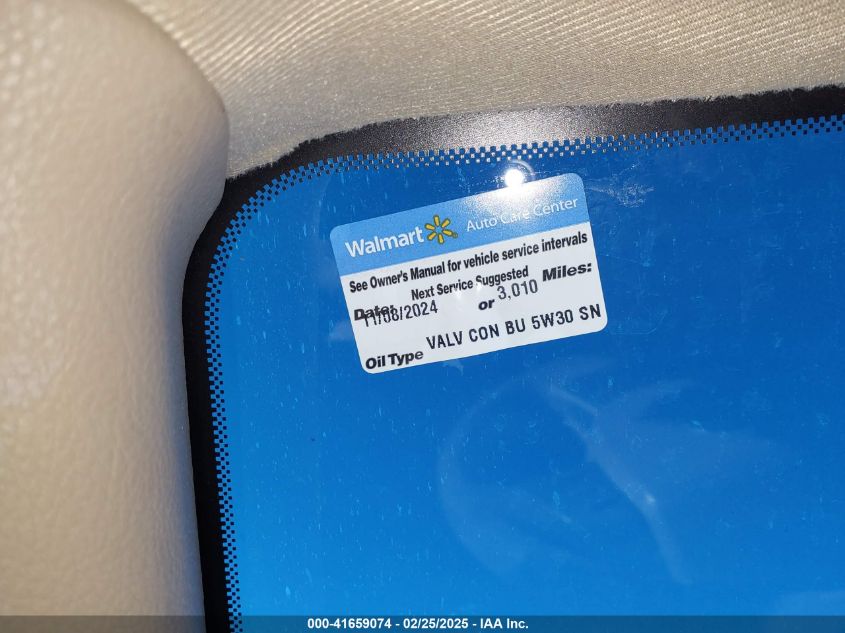 Walmart Auto Care Center
See Owner's Manual for vehicle service intervals
Next Service Suggested
Date: 11/08/2024 or 3,010 Miles:
Oil Type VALV CON BU 5W30 SN
000-41659074 - 02/25/2025 - IAA Inc.